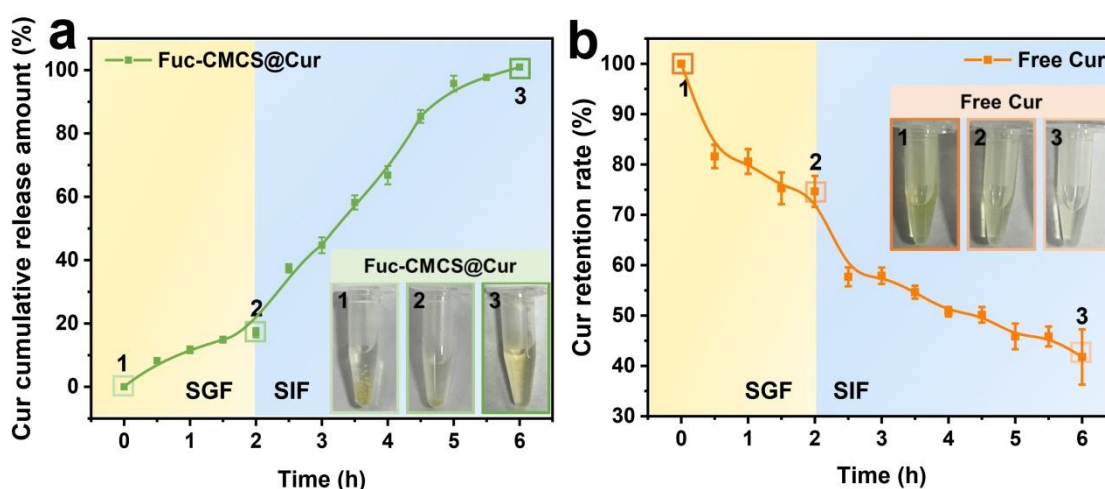 a
Fuc-CMCS@Cur
Cur cumulative release amount (%)
100
80
60
40
20
0
1
2
3
SGF
SIF
Fuc-CMCS@Cur
1
2
3
0
1
2
3
4
5
6
Time (h)
b
Free Cur
Cur retention rate (%)
100
90
80
70
60
50
40
30
1
2
3
Free Cur
1
2
3
SGF
SIF
0
1
2
3
4
5
6
Time (h)